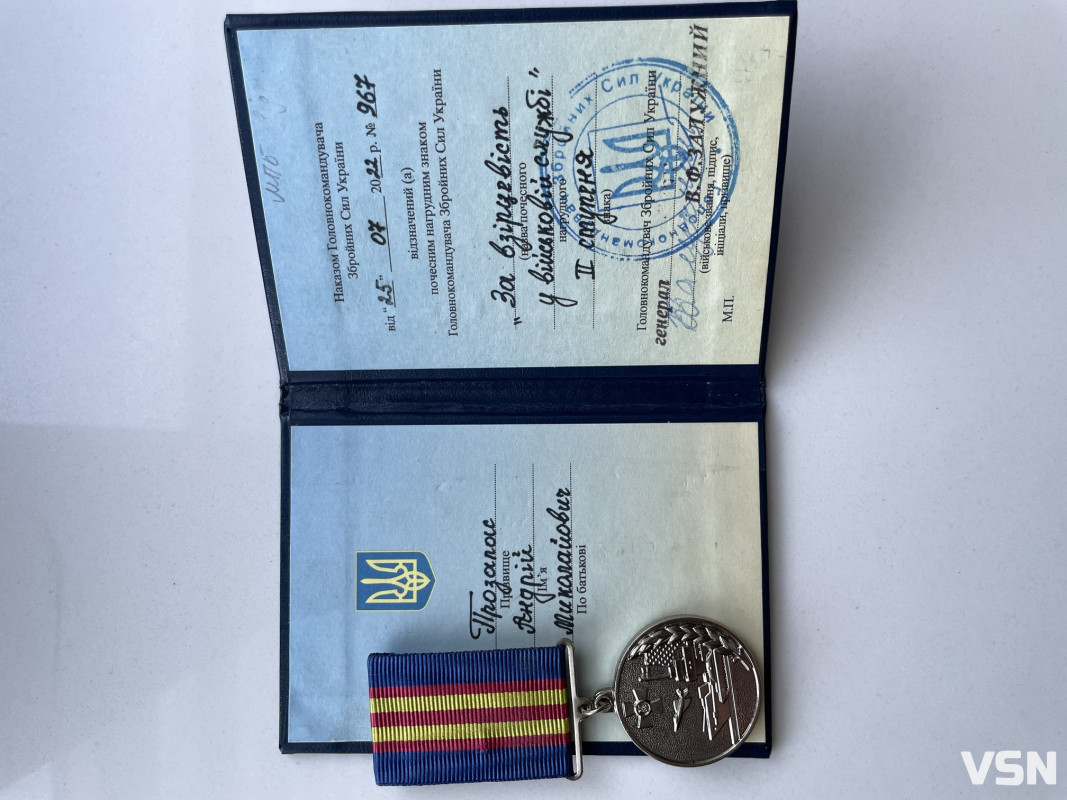 Прозапас
Прізвище
Андрій
Ім'я
Миколайович
По батькові
Наказом Головнокомандувача
Збройних Сил України
від "25" 07 2022 р. № 967
відзначений (а)
почесним нагрудним знаком
Головнокомандувача Збройних Сил України
"За взірцевість
(назва почесного
у військовій службі"
нагрудного
II ступеня
знака)
Головнокомандувач Збройних Сил України
генерал В.Ф.ЗАЛУЖНИЙ
(військове звання, підпис,
ініціали, прізвище)
М.П.
VSN